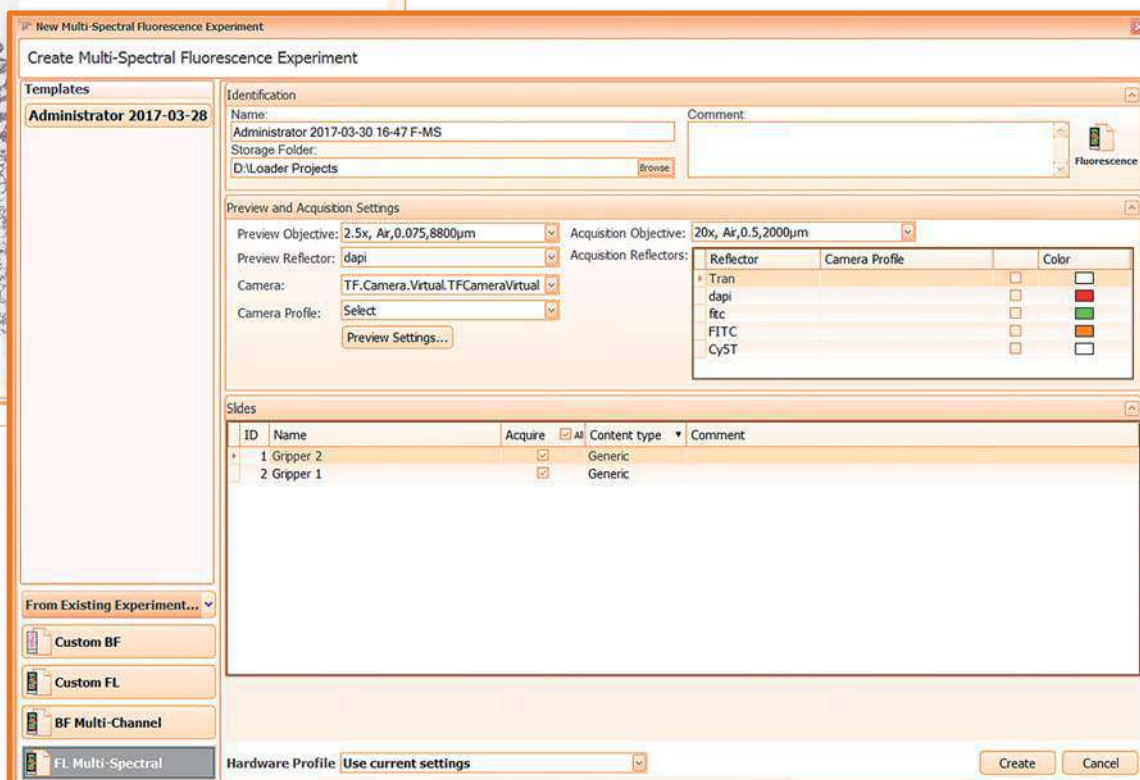 New Multi-Spectral Fluorescence Experiment
Create Multi-Spectral Fluorescence Experiment
Templates
Administrator 2017-03-28
From Existing Experiment...
Custom BF
Custom FL
BF Multi-Channel
FL Multi-Spectral
Identification
Name:
Comment:
Administrator 2017-03-30 16-47 F-MS
Storage Folder:
D:\Loader Projects
Browse
Fluorescence
Preview and Acquisition Settings
Preview Objective: 2.5x, Air,0.075,8800µm
Acquisition Objective: 20x, Air,0.5,2000µm
Preview Reflector: dapi
Acquisition Reflectors:
Camera: TF.Camera.Virtual.TFCameraVirtual
Camera Profile: Select
Preview Settings...
Reflector Camera Profile Color
Tran
dapi
fitc
FITC
Cy5T
Slides
ID Name Acquire All Content type Comment
1 Gripper 2 Generic
2 Gripper 1 Generic
Hardware Profile Use current settings
Create Cancel